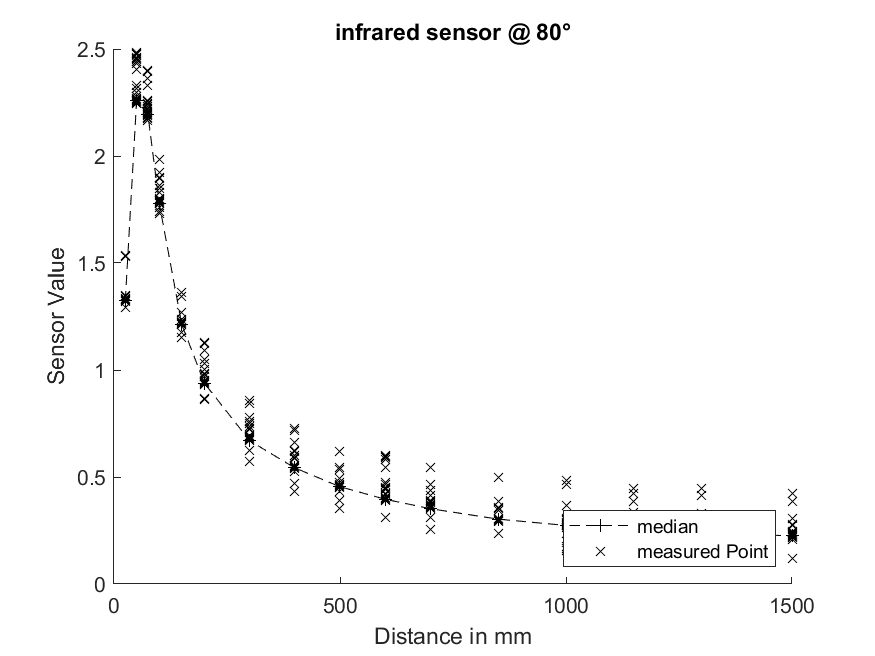 infrared sensor @ 80°
2.5
2
1.5
1
0.5
0
Sensor Value
0 500 1000 1500
Distance in mm
median
measured Point